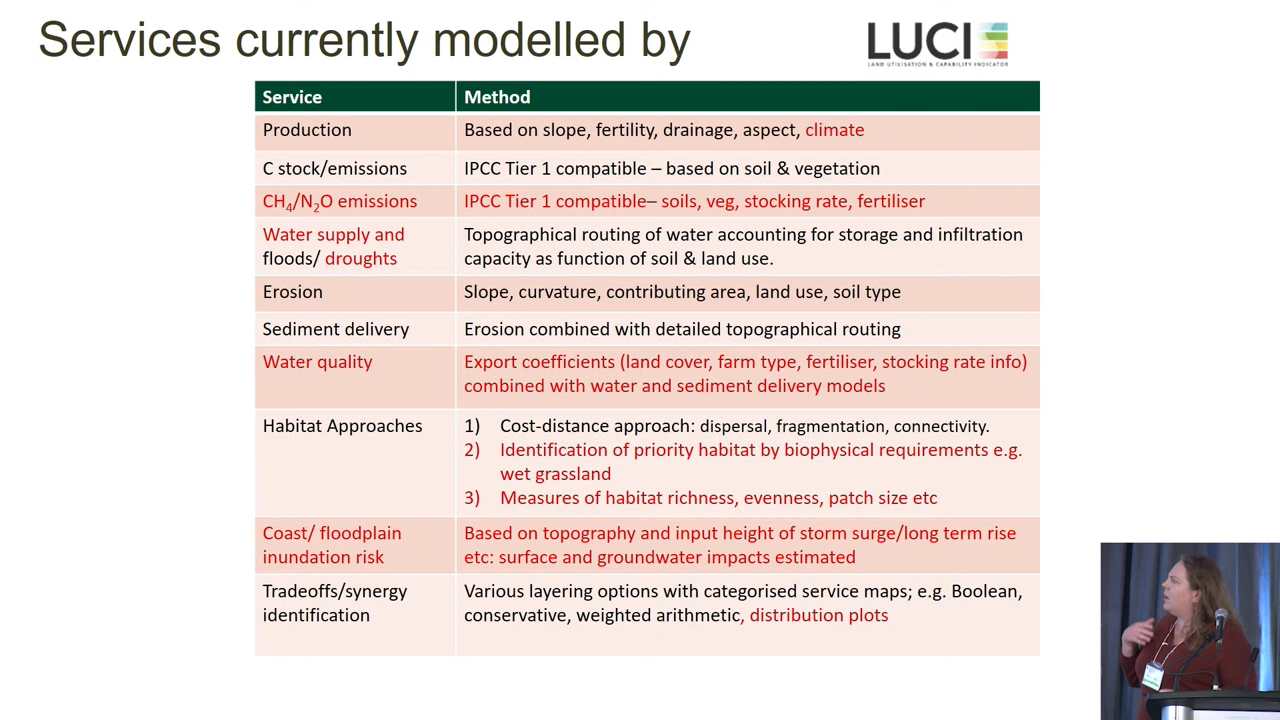 Services currently modelled by
LUCI
LAND UTILISATION & CAPABILITY INDICATOR
Service Method
Production Based on slope, fertility, drainage, aspect, climate
C stock/emissions IPCC Tier 1 compatible – based on soil & vegetation
CH4/N2O emissions IPCC Tier 1 compatible– soils, veg, stocking rate, fertiliser
Water supply and Topographical routing of water accounting for storage and infiltration
floods/ droughts capacity as function of soil & land use.
Erosion Slope, curvature, contributing area, land use, soil type
Sediment delivery Erosion combined with detailed topographical routing
Water quality Export coefficients (land cover, farm type, fertiliser, stocking rate info)
combined with water and sediment delivery models
Habitat Approaches 1) Cost-distance approach: dispersal, fragmentation, connectivity.
2) Identification of priority habitat by biophysical requirements e.g.
wet grassland
3) Measures of habitat richness, evenness, patch size etc
Coast/ floodplain Based on topography and input height of storm surge/long term rise
inundation risk etc: surface and groundwater impacts estimated
Tradeoffs/synergy Various layering options with categorised service maps; e.g. Boolean,
identification conservative, weighted arithmetic, distribution plots